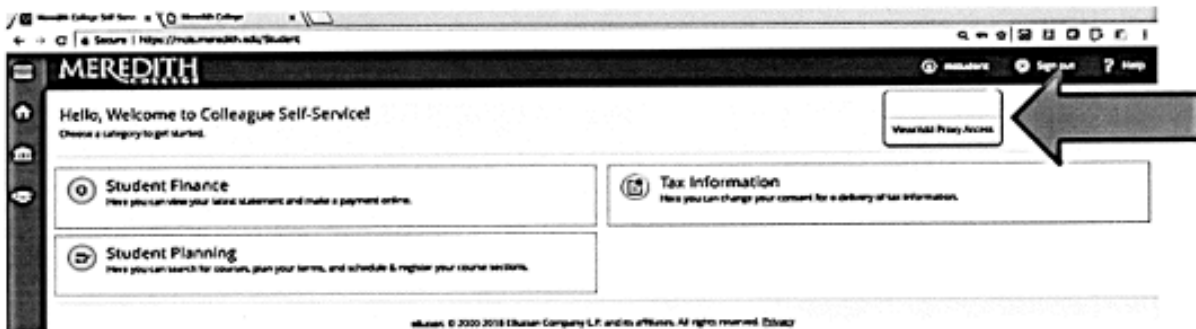 Meredith College Self Serv x Meredith College x
Secure | https://mcis.meredith.edu/Student
MEREDITH
COLLEGE
Sign out ? Help
Hello, Welcome to Colleague Self-Service!
Choose a category to get started.
View/Add Proxy Access
Student Finance
Here you can view your latest statement and make a payment online.
Tax Information
Here you can change your consent for e-delivery of tax information.
Student Planning
Here you can search for courses, plan your terms, and schedule & register your course sections.
© 2000-2016 Ellucian Company L.P. and its affiliates. All rights reserved. Privacy